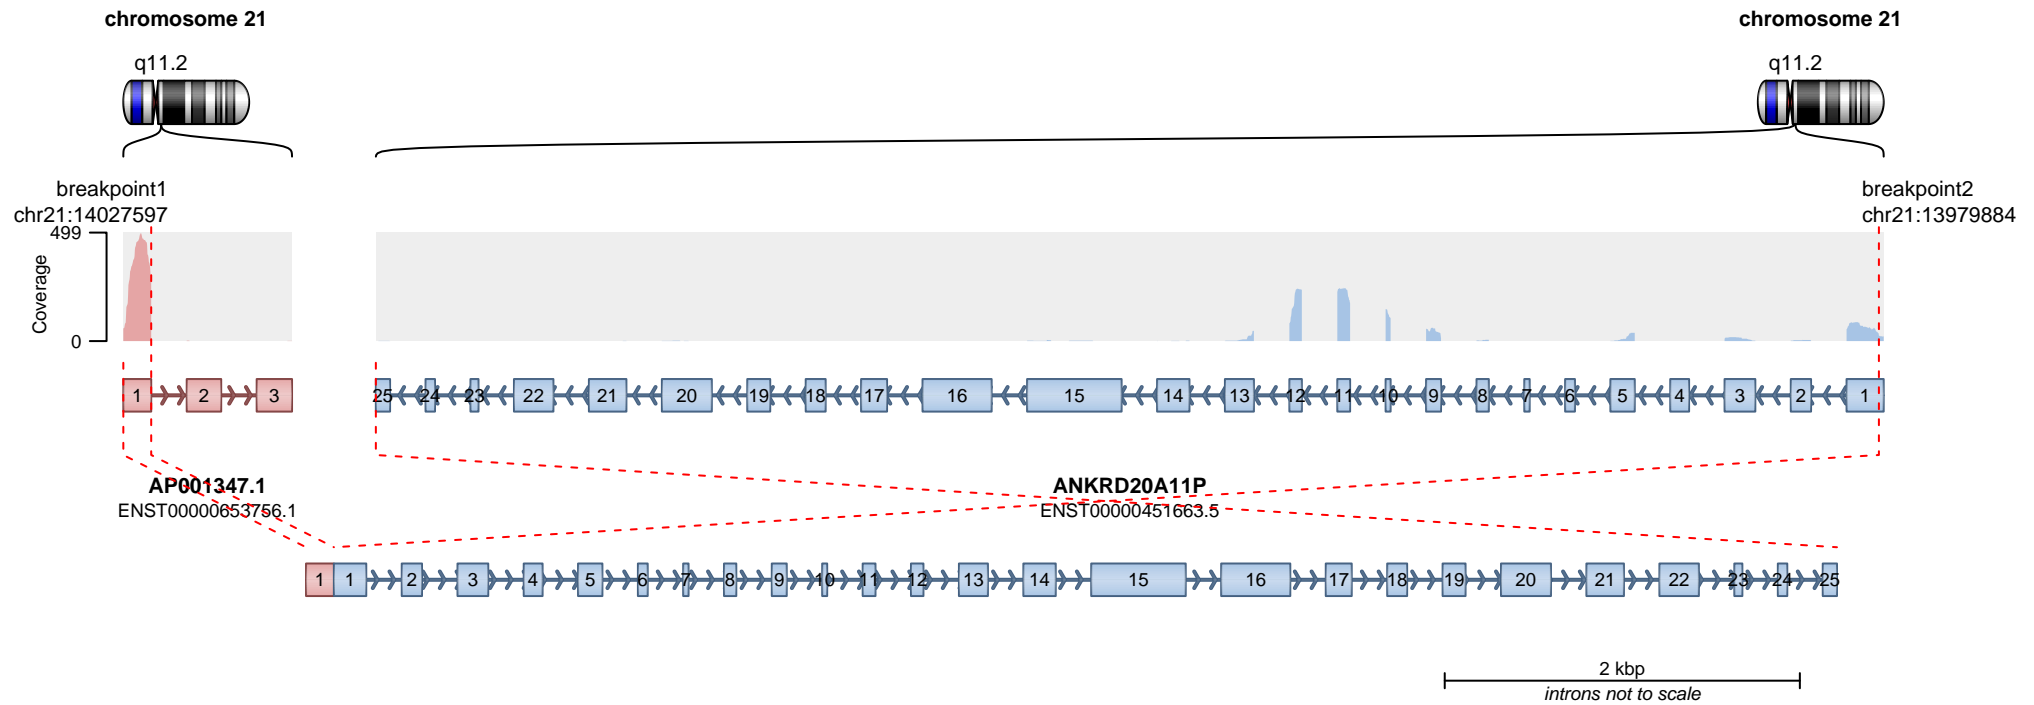 chromosome 21 chromosome 21
q11.2 q11.2
breakpoint1 breakpoint2
chr21:14027597 chr21:13979884
499
Coverage
0
1 2 3 25 24 23 22 21 20 19 18 17 16 15 14 13 12 11 10 9 8 7 6 5 4 3 2 1
AP001347.1 ANKRD20A11P
ENST00000653756.1 ENST00000451663.5
1 1 2 3 4 5 6 7 8 9 10 11 12 13 14 15 16 17 18 19 20 21 22 23 24 25
2 kbp
introns not to scale